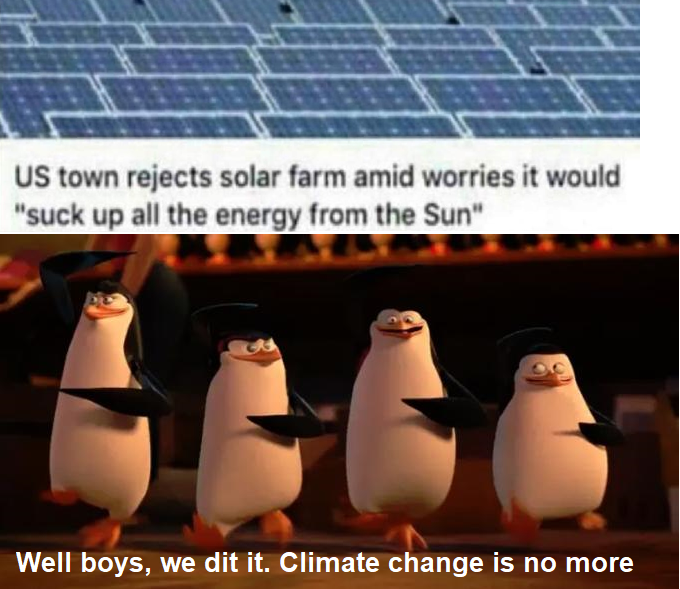 US town rejects solar farm amid worries it would
"suck up all the energy from the Sun"
Well boys, we dit it. Climate change is no more